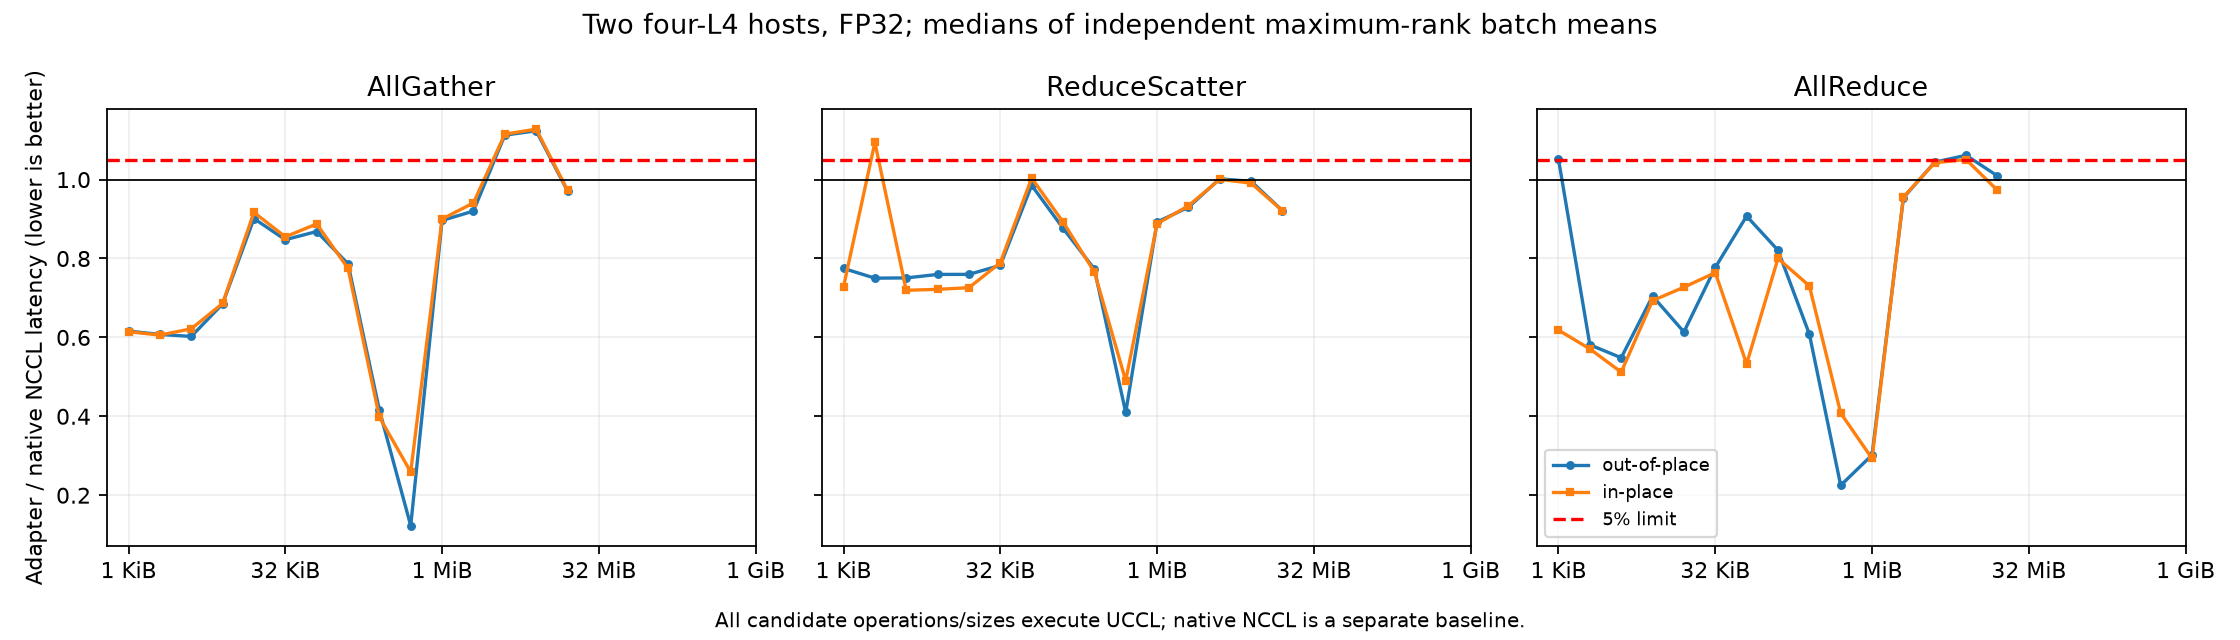 Two four-L4 hosts, FP32; medians of independent maximum-rank batch means
AllGather
ReduceScatter
AllReduce
Adapter / native NCCL latency (lower is better)
1.0
0.8
0.6
0.4
0.2
1 KiB
32 KiB
1 MiB
32 MiB
1 GiB
1 KiB
32 KiB
1 MiB
32 MiB
1 GiB
out-of-place
in-place
5% limit
1 KiB
32 KiB
1 MiB
32 MiB
1 GiB
All candidate operations/sizes execute UCCL; native NCCL is a separate baseline.